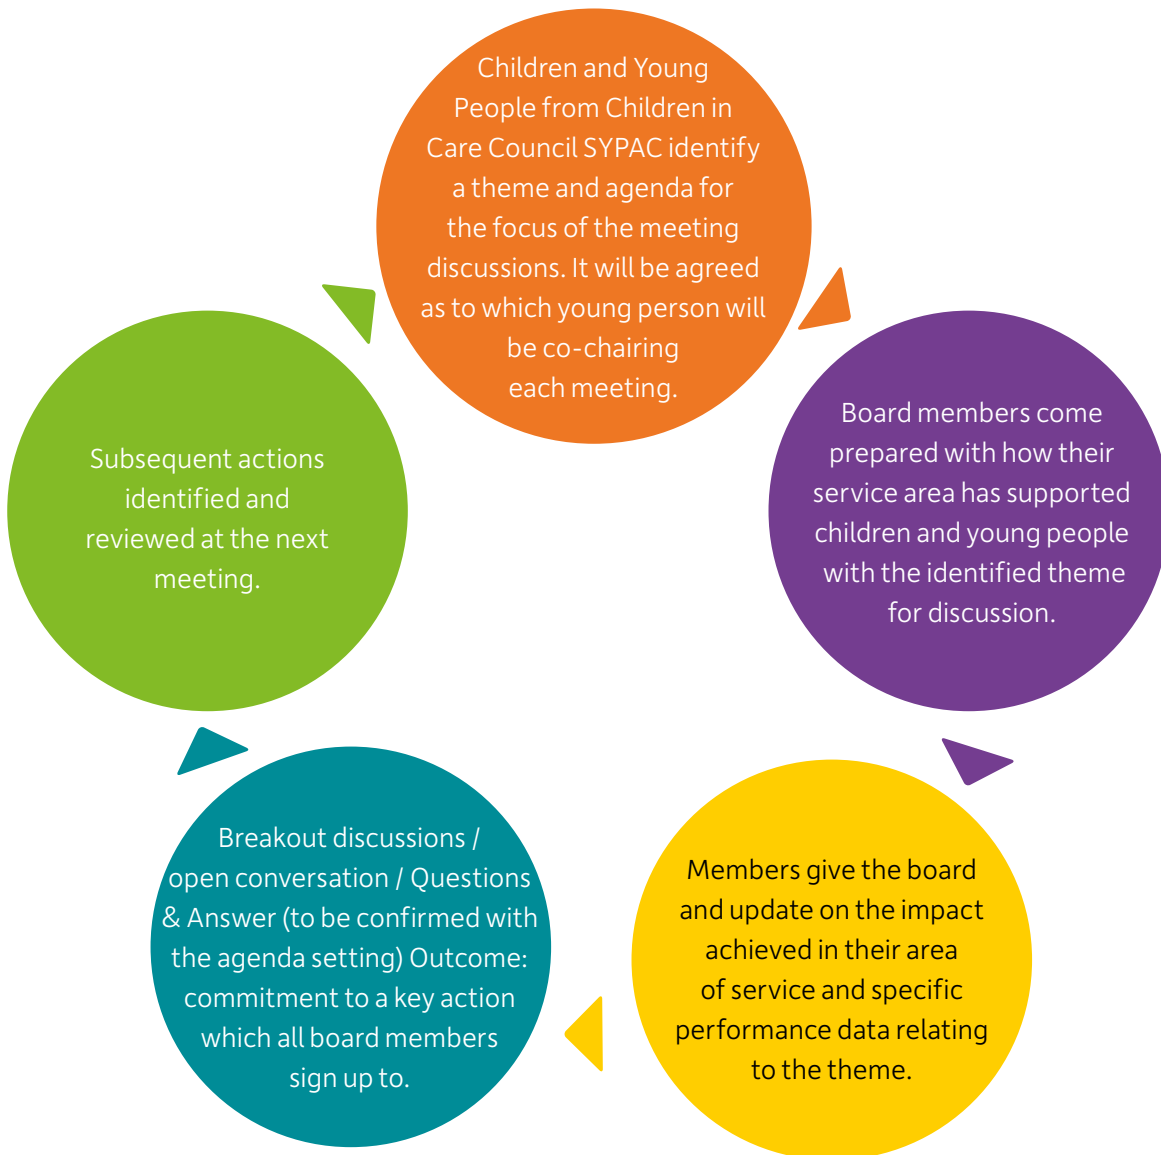 Children and Young
People from Children in
Care Council SYPAC identify
a theme and agenda for
the focus of the meeting
discussions. It will be agreed
as to which young person will
be co-chairing
each meeting.
Board members come
prepared with how their
service area has supported
children and young people
with the identified theme
for discussion.
Members give the board
and update on the impact
achieved in their area
of service and specific
performance data relating
to the theme.
Breakout discussions /
open conversation / Questions
& Answer (to be confirmed with
the agenda setting) Outcome:
commitment to a key action
which all board members
sign up to.
Subsequent actions
identified and
reviewed at the next
meeting.